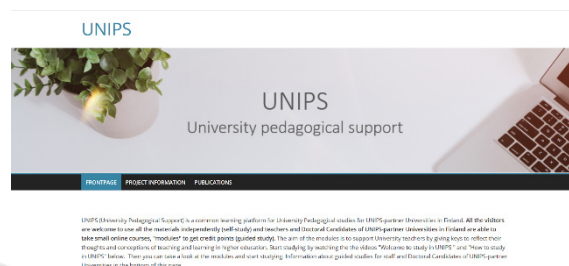 UNIPS
UNIPS
University pedagogical support
FRONTPAGE PROJECT INFORMATION PUBLICATIONS
UNIPS (University Pedagogical Support) is a common learning platform for University Pedagogical studies for UNIPS-partner Universities in Finland. All the visitors
are welcome to use all the materials independently (self-study) and teachers and Doctoral Candidates of UNIPS-partner Universities in Finland are able to
take small online courses, "modules" to get credit points (guided study). The aim of the modules is to support University teachers by giving keys to reflect their
thoughts and conceptions of teaching and learning in higher education. Start studying by watching the the videos "Welcome to study in UNIPS" and "How to study
in UNIPS" below. Then you can take a look at the modules and start studying. Information about guided studies for staff and Doctoral Candidates of UNIPS-partner
Universities in the bottom of this page.